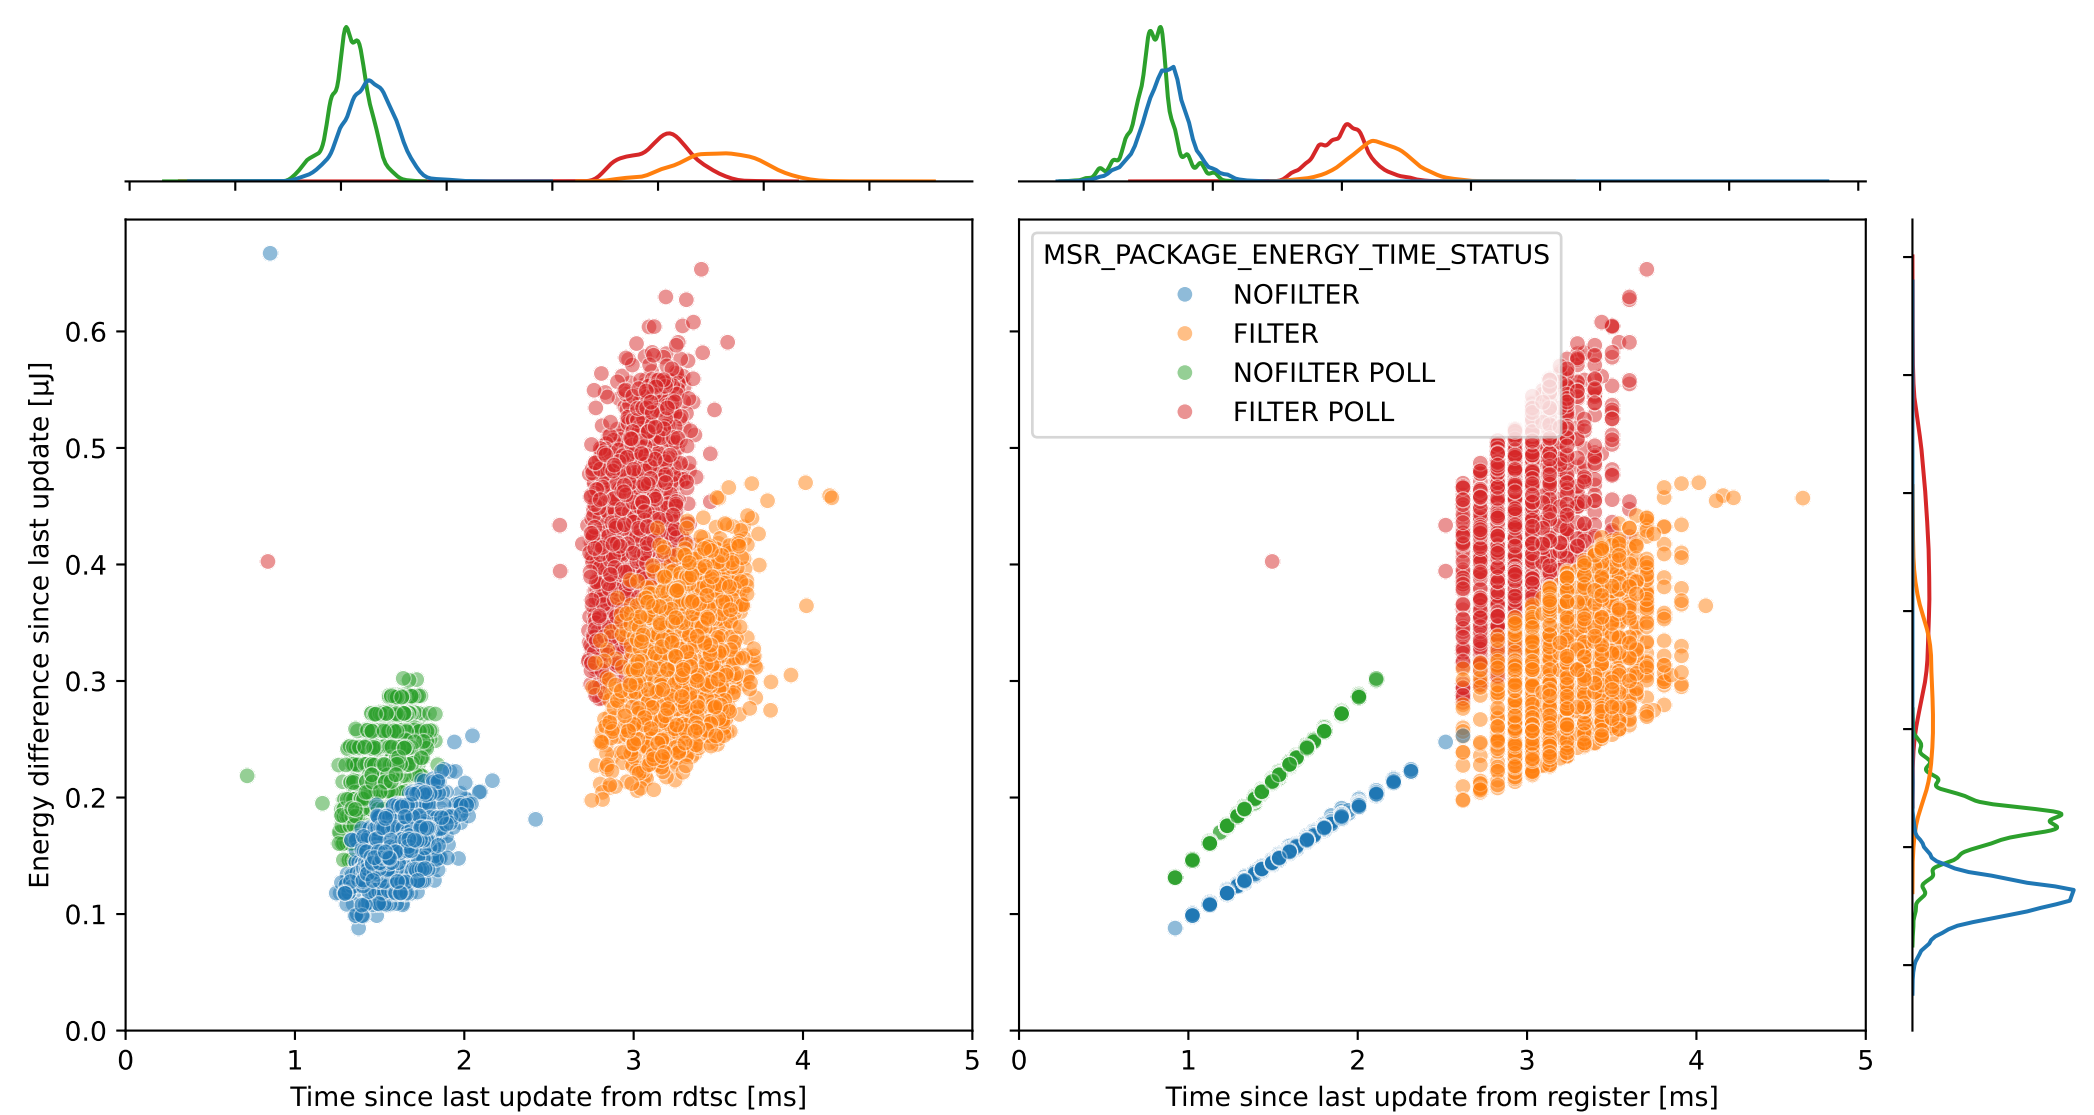 MSR_PACKAGE_ENERGY_TIME_STATUS
NOFILTER
FILTER
NOFILTER POLL
FILTER POLL
Energy difference since last update [µJ]
0.6
0.5
0.4
0.3
0.2
0.1
0.0
0 1 2 3 4 5
0 1 2 3 4 5
Time since last update from rdtsc [ms]
Time since last update from register [ms]